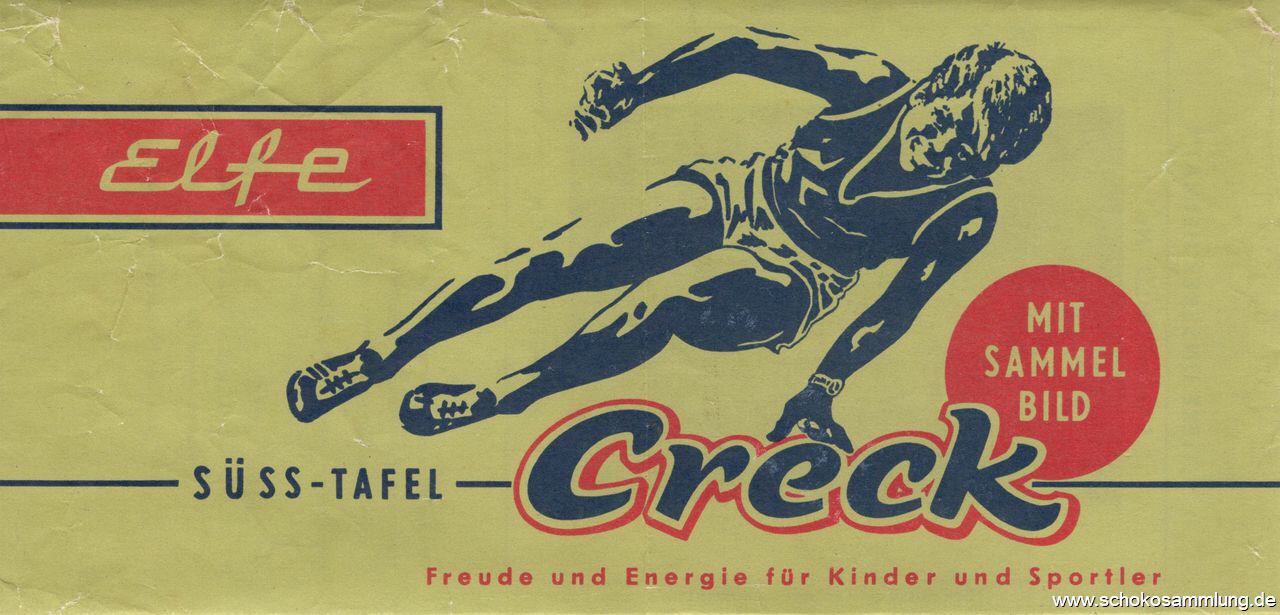 Elfe
MIT
SAMMEL
BILD
SÜSS-TAFEL
Creck
Freude und Energie für Kinder und Sportler
www.schokosammlung.de